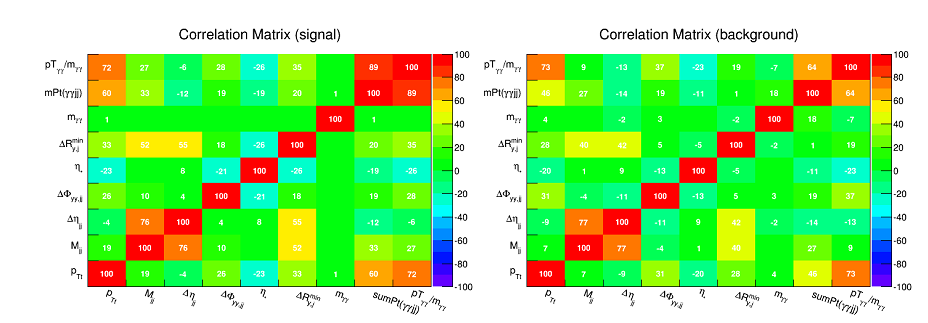 Correlation Matrix (signal)
pT_γγ/m_γγ 72 27 -6 28 -26 35 89 100
mPt(γγjj) 60 33 -12 19 -19 20 1 100 89
m_γγ 1 100 1
ΔR^min_γ,j 33 52 55 18 -26 100 20 35
η_* -23 8 -21 100 -26 -19 -26
ΔΦ_γγ,jj 26 10 4 100 -21 18 19 28
Δη_jj -4 76 100 4 8 55 -12 -6
M_jj 19 100 76 10 52 33 27
p_Tt 100 19 -4 26 -23 33 1 60 72
p_Tt M_jj Δη_jj ΔΦ_γγ,jj η_* ΔR^min_γ,j m_γγ sumPt(γγjj) pT_γγ/m_γγ
100
80
60
40
20
0
-20
-40
-60
-80
-100
Correlation Matrix (background)
pT_γγ/m_γγ 73 9 -13 37 -23 19 -7 64 100
mPt(γγjj) 27 -14 19 -11 1 18 100 64
m_γγ 4 -2 3 -2 100 18 -7
ΔR^min_γ,j 40 42 5 -5 100 -2 1 19
η_* 1 9 -13 100 -5 -11 -23
ΔΦ_γγ,jj 31 -4 -11 100 -13 5 3 19 37
Δη_jj -9 77 100 -11 9 42 -2 -14 -13
M_jj 7 100 77 -4 1 40 27 9
p_Tt 100 7 -9 31 -20 4 73
p_Tt M_jj Δη_jj ΔΦ_γγ,jj η_* ΔR^min_γ,j m_γγ sumPt(γγjj) pT_γγ/m_γγ
100
80
60
40
20
0
-20
-40
-60
-80
-100